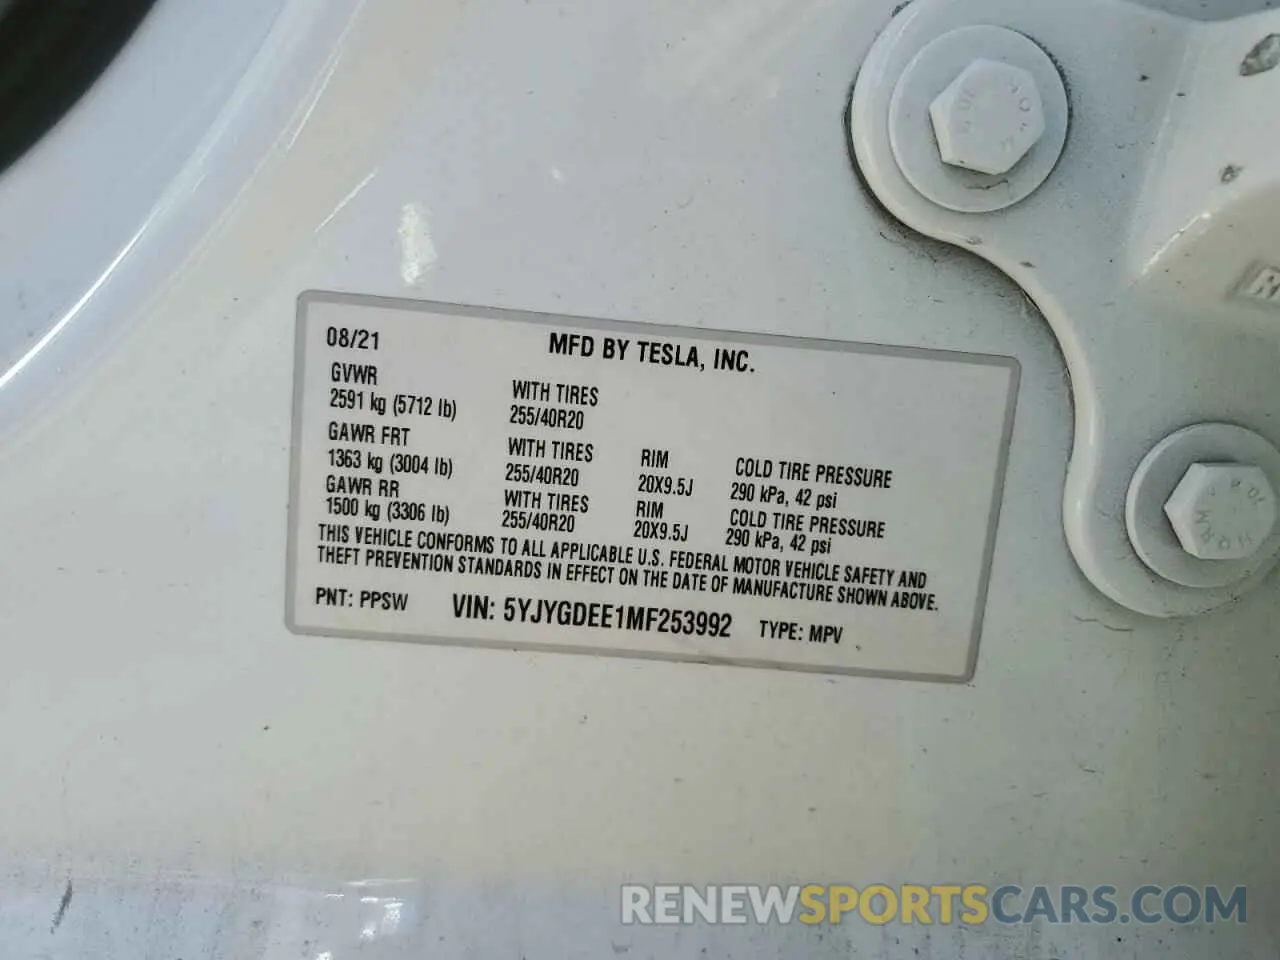 08/21 MFD BY TESLA, INC.
GVWR
2591 kg (5712 lb) WITH TIRES
255/40R20
GAWR FRT
1363 kg (3004 lb) WITH TIRES
255/40R20 RIM
20X9.5J COLD TIRE PRESSURE
290 kPa, 42 psi
GAWR RR
1500 kg (3306 lb) WITH TIRES
255/40R20 RIM
20X9.5J COLD TIRE PRESSURE
290 kPa, 42 psi
THIS VEHICLE CONFORMS TO ALL APPLICABLE U.S. FEDERAL MOTOR VEHICLE SAFETY AND
THEFT PREVENTION STANDARDS IN EFFECT ON THE DATE OF MANUFACTURE SHOWN ABOVE.
PNT: PPSW VIN: 5YJYGDEE1MF253992 TYPE: MPV
RENEWSPORTSCARS.COM